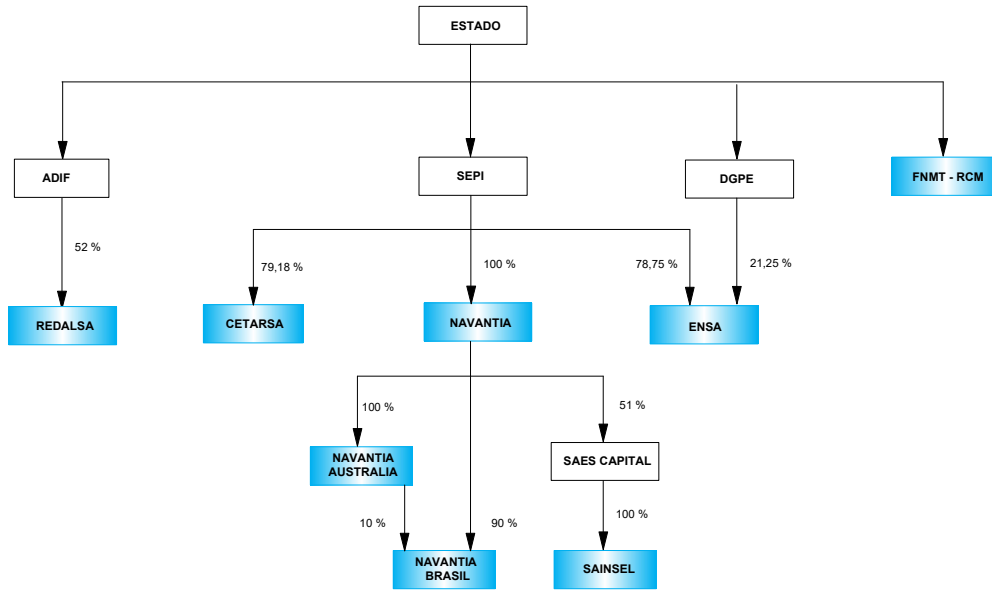 ESTADO
ADIF
SEPI
DGPE
FNMT - RCM
52 %
79,18 %
100 %
78,75 %
21,25 %
REDALSA
CETARSA
NAVANTIA
ENSA
100 %
51 %
NAVANTIA
AUSTRALIA
SAES CAPITAL
10 %
90 %
100 %
NAVANTIA
BRASIL
SAINSEL